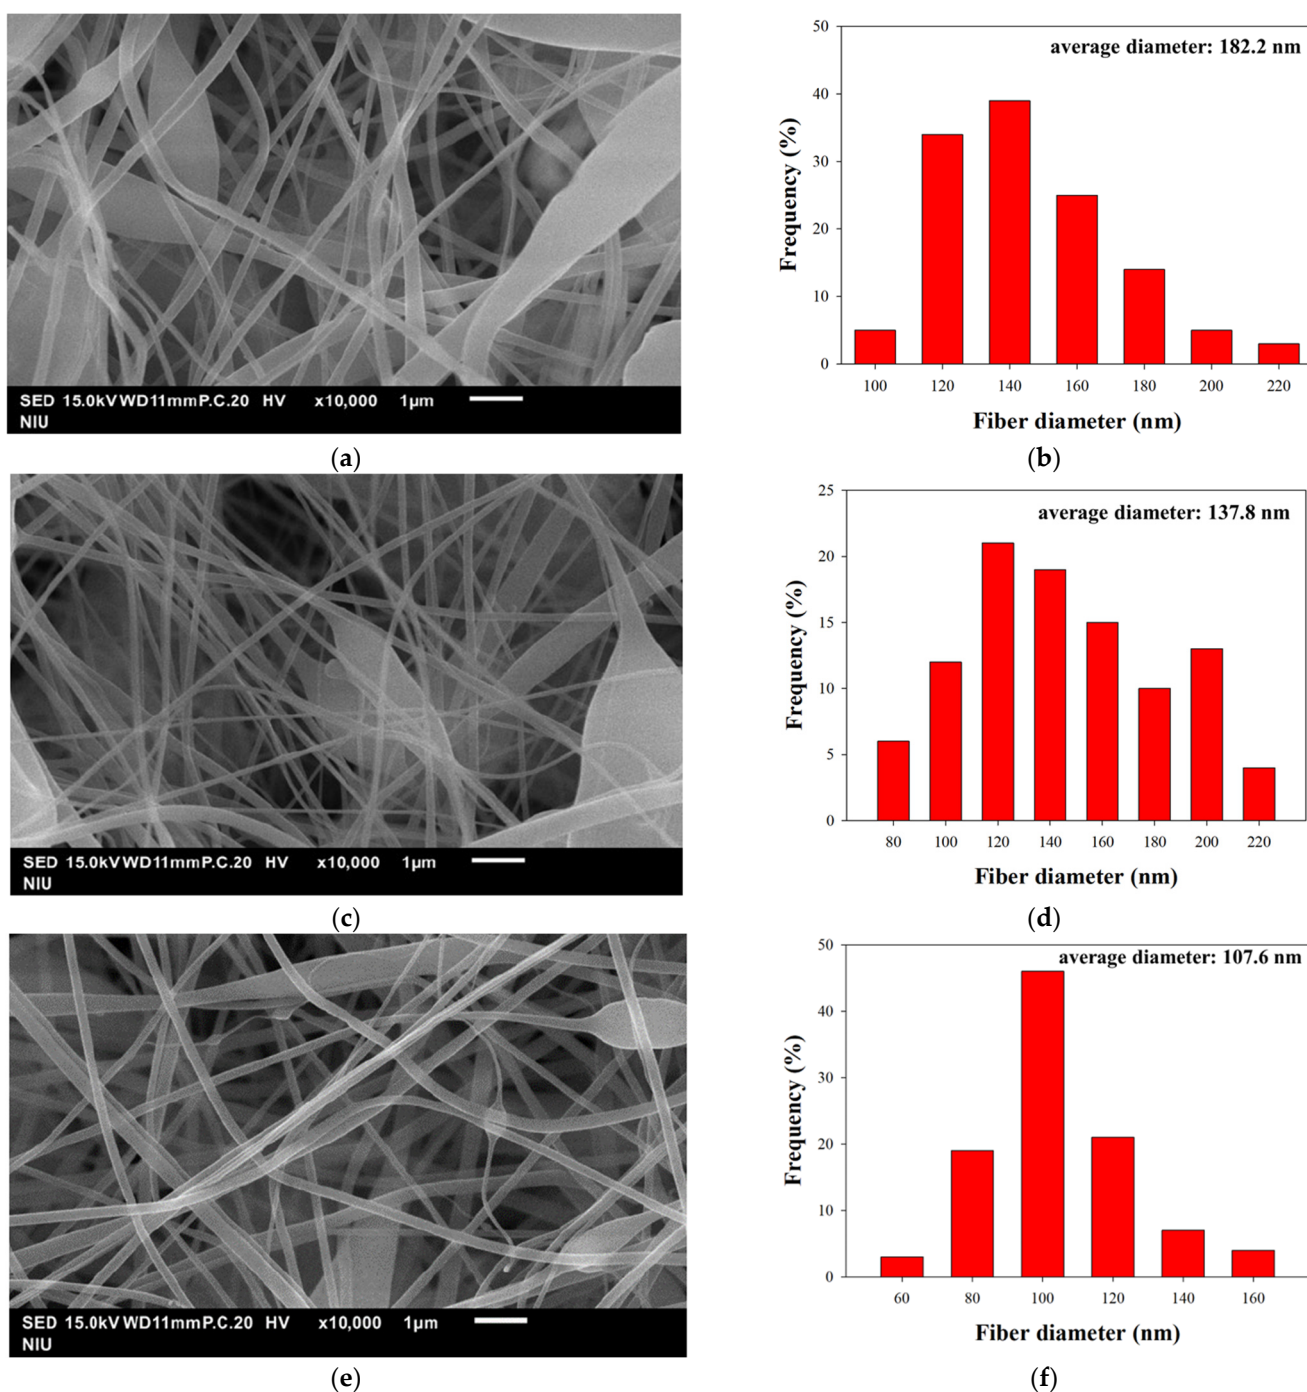 SED 15.0kV WD11mm P.C.20 HV x10,000 1µm
NIU
(a)
average diameter: 182.2 nm
Frequency (%)
50
40
30
20
10
0
100 120 140 160 180 200 220
Fiber diameter (nm)
(b)
SED 15.0kV WD11mm P.C.20 HV x10,000 1µm
NIU
(c)
average diameter: 137.8 nm
Frequency (%)
25
20
15
10
5
0
80 100 120 140 160 180 200 220
Fiber diameter (nm)
(d)
SED 15.0kV WD11mm P.C.20 HV x10,000 1µm
NIU
(e)
average diameter: 107.6 nm
Frequency (%)
50
40
30
20
10
0
60 80 100 120 140 160
Fiber diameter (nm)
(f)